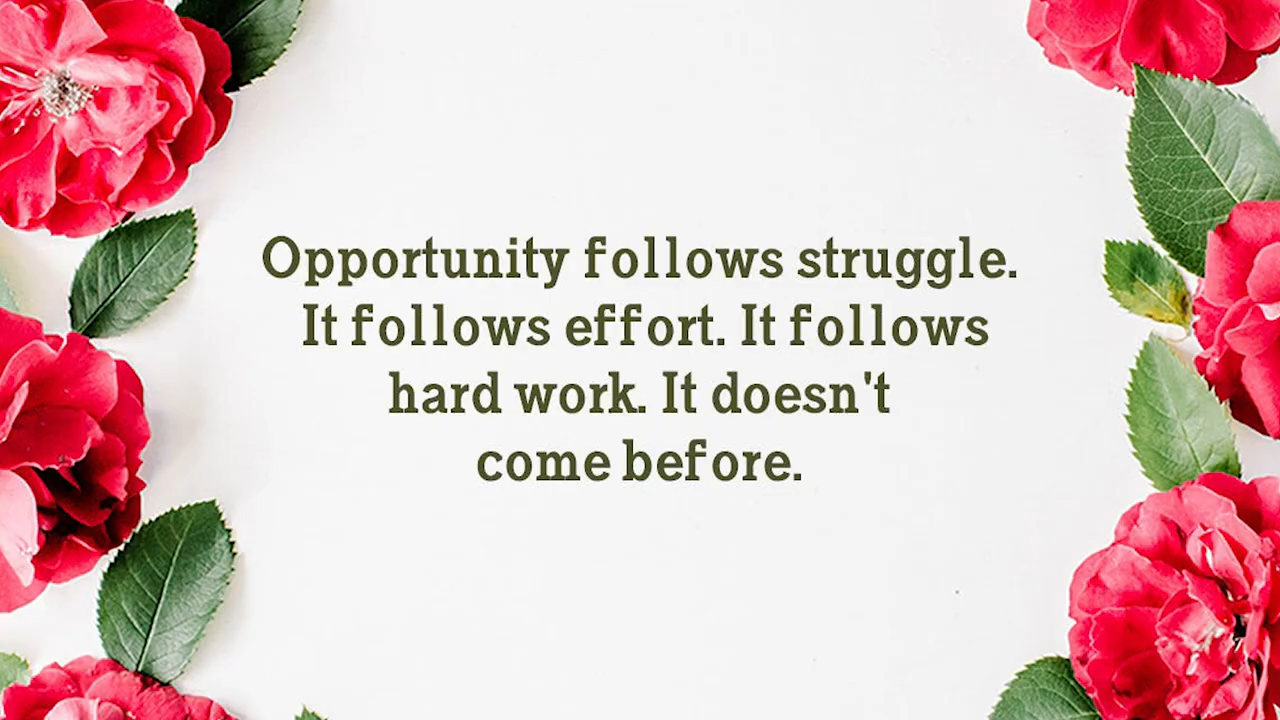 Opportunity follows struggle.
It follows effort. It follows
hard work. It doesn't
come before.